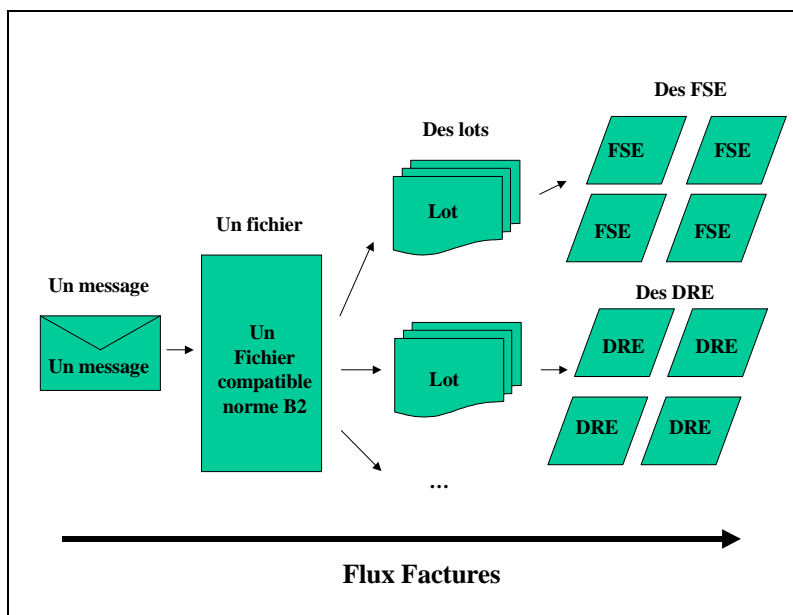 Un message
Un message
Un fichier
Un
Fichier
compatible
norme B2
Des lots
Lot
Des FSE
FSE
FSE
FSE
FSE
Lot
Des DRE
DRE
DRE
DRE
DRE
...
Flux Factures